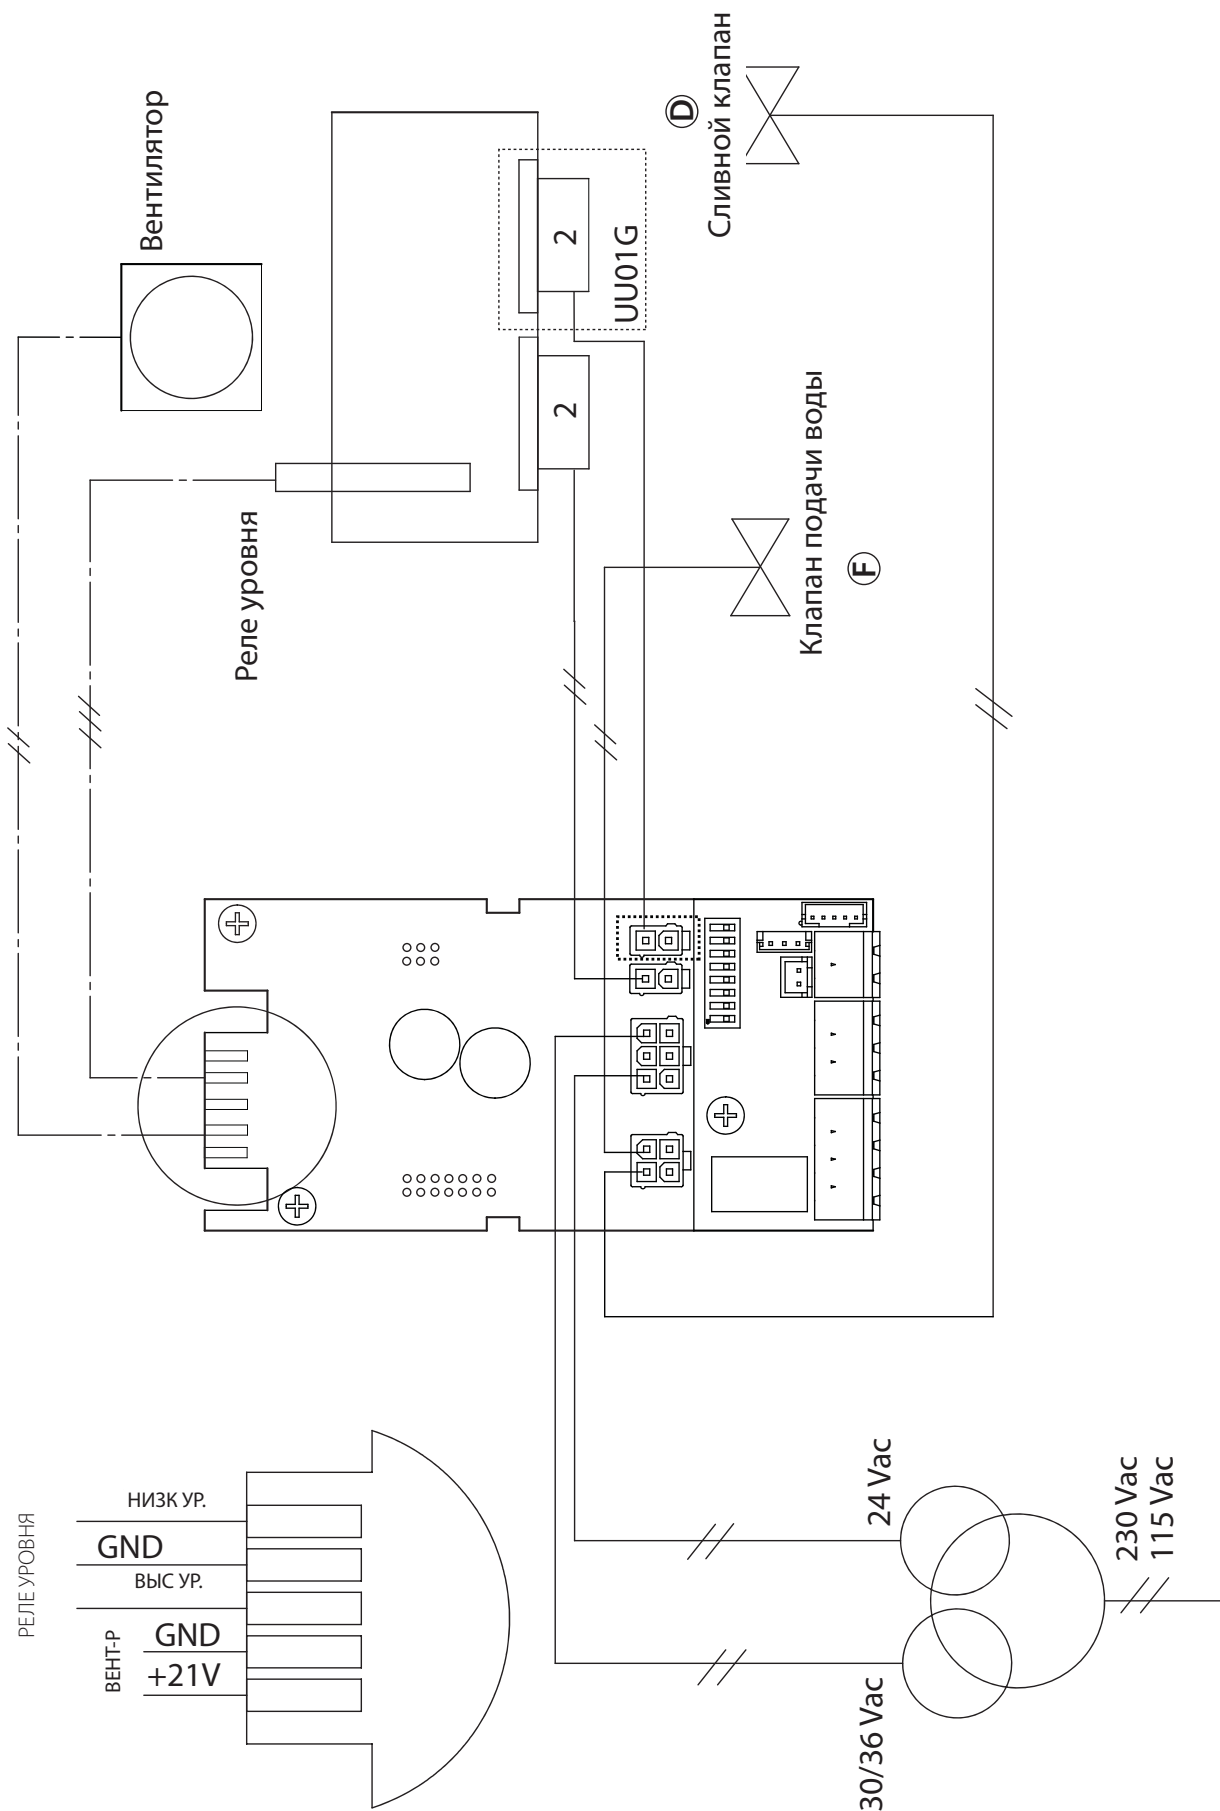 РЕЛЕ УРОВНЯ
НИЗК УР.
GND
ВЫС УР.
ВЕНТ-Р
GND
+21V
Вентилятор
Реле уровня
2
2
UU01G
D
Сливной клапан
Клапан подачи воды
F
24 Vac
30/36 Vac
230 Vac
115 Vac